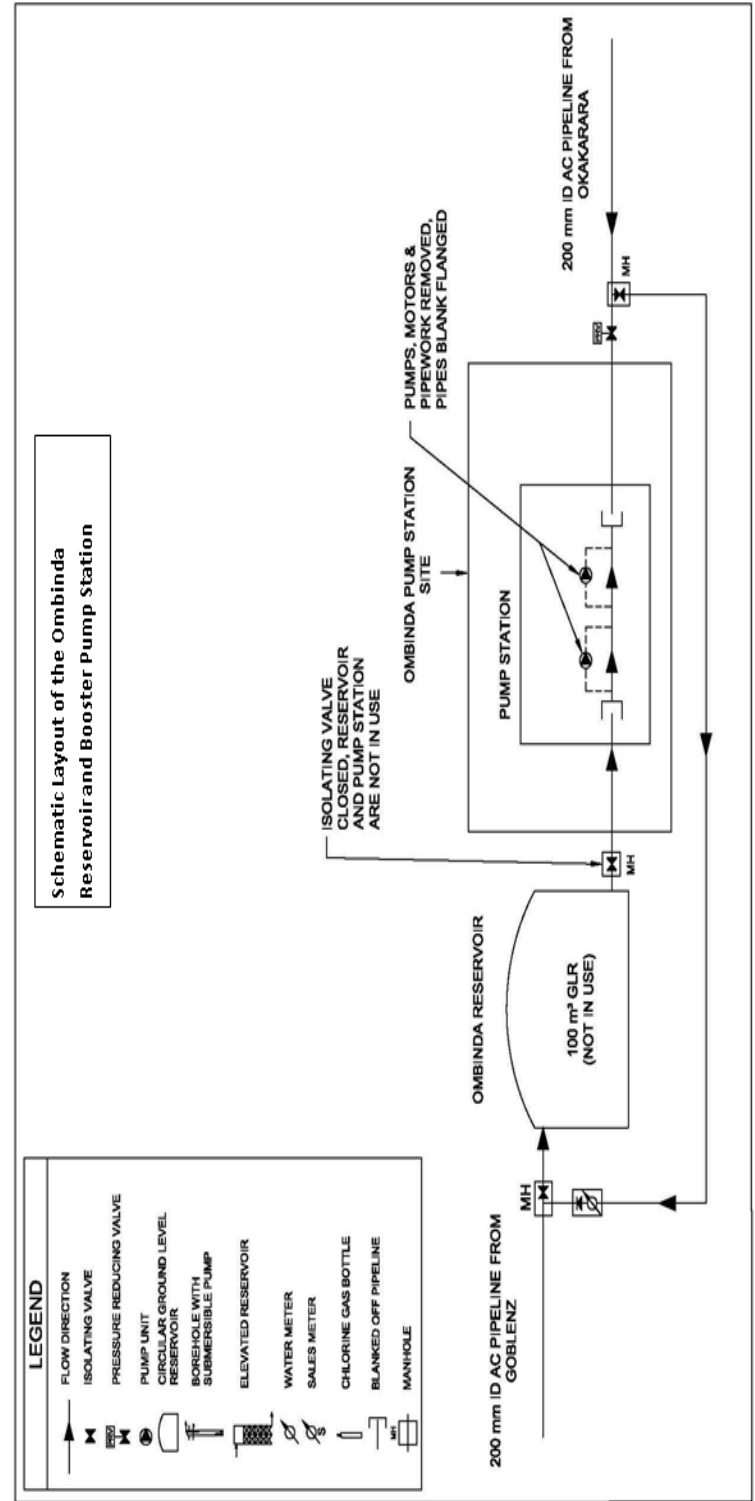 Schematic Layout of the Ombinda
Reservoir and Booster Pump Station
LEGEND
FLOW DIRECTION
ISOLATING VALVE
PRV
PRESSURE REDUCING VALVE
PUMP UNIT
CIRCULAR GROUND LEVEL
RESERVOIR
BOREHOLE WITH
SUBMERSIBLE PUMP
ELEVATED RESERVOIR
WATER METER
S
SALES METER
CHLORINE GAS BOTTLE
BLANKED OFF PIPELINE
MH
MANHOLE
ISOLATING VALVE
CLOSED, RESERVOIR
AND PUMP STATION
ARE NOT IN USE
OMBINDA PUMP STATION
SITE
PUMPS, MOTORS &
PIPEWORK REMOVED,
PIPES BLANK FLANGED
200 mm ID AC PIPELINE FROM
OKAKARARA
PUMP STATION
PRV
MH
MH
OMBINDA RESERVOIR
100 m³ GLR
(NOT IN USE)
MH
200 mm ID AC PIPELINE FROM
GOBLENZ